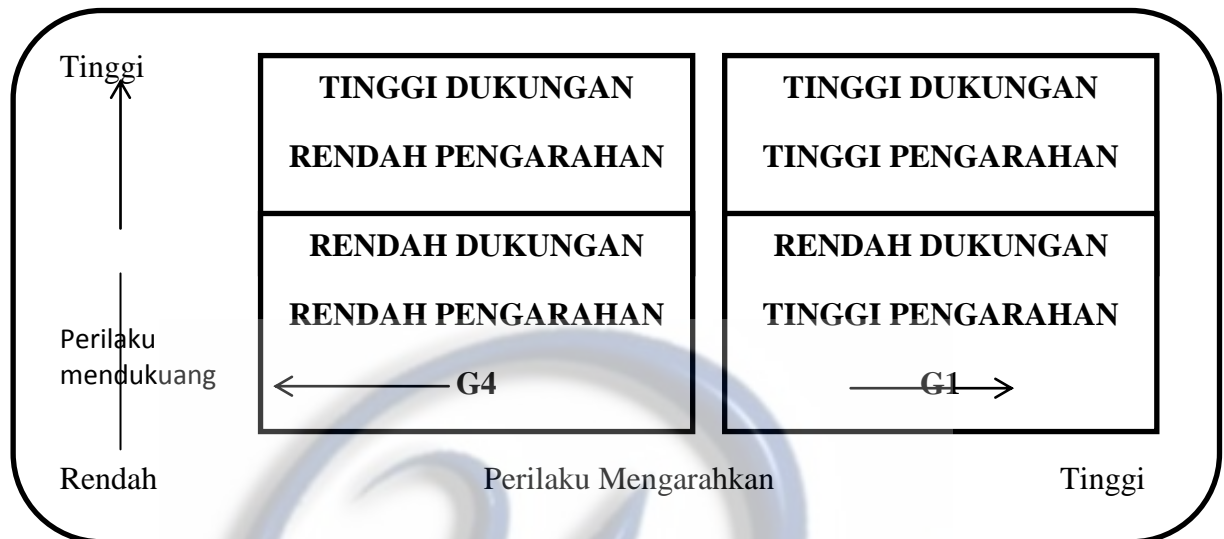 Tinggi
TINGGI DUKUNGAN
RENDAH PENGARAHAN
TINGGI DUKUNGAN
TINGGI PENGARAHAN
RENDAH DUKUNGAN
RENDAH PENGARAHAN
G4
RENDAH DUKUNGAN
TINGGI PENGARAHAN
G1
Perilaku
mendukuang
Rendah
Perilaku Mengarahkan
Tinggi